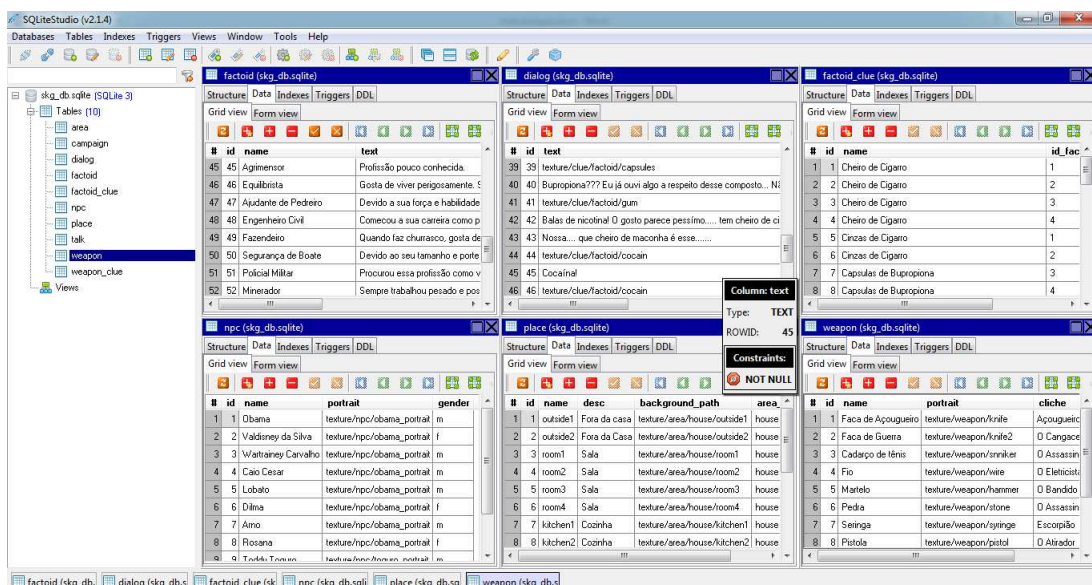 SQLiteStudio (v2.1.4)
Databases Tables Indexes Triggers Views Window Tools Help
skg_db.sqlite (SQLite 3)
Tables (10)
area
campaign
dialog
factoid
factoid_clue
npc
place
talk
weapon
weapon_clue
Views
factoid (skg_db.sqlite)
Structure Data Indexes Triggers DDL
Grid view Form view
# id name text
45 45 Agrimensor Profissão pouco conhecida.
46 46 Equilibrista Gosta de viver perigosamente. S
47 47 Ajudante de Pedreiro Devido a sua força e habilidade
48 48 Engenheiro Civil Comecou a sua carreira como p
49 49 Fazendeiro Quando faz churrasco, gosta de
50 50 Segurança de Boate Devido ao seu tamanho e porte
51 51 Policial Militar Procurou essa profissão como v
52 52 Minerador Sempre trabalhou pesado e pos
dialog (skg_db.sqlite)
Structure Data Indexes Triggers DDL
Grid view Form view
# id text
39 39 texture/clue/factoid/capsules
40 40 Bupropiona??? Eu já ouvi algo a respeito desse composto... Nã
41 41 texture/clue/factoid/gum
42 42 Balas de nicotina! O gosto parece pessímo..... tem cheiro de ci
43 43 Nossa.... que cheiro de maconha é esse.......
44 44 texture/clue/factoid/cocain
45 45 Cocaína!
46 46 texture/clue/factoid/cocain
Column: text
Type: TEXT
ROWID: 45
Constraints:
NOT NULL
factoid_clue (skg_db.sqlite)
Structure Data Indexes Triggers DDL
Grid view Form view
# id name id_fac
1 1 Cheiro de Cigarro 1
2 2 Cheiro de Cigarro 2
3 3 Cheiro de Cigarro 3
4 4 Cheiro de Cigarro 4
5 5 Cinzas de Cigarro 1
6 6 Cinzas de Cigarro 2
7 7 Capsulas de Bupropiona 3
8 8 Capsulas de Bupropiona 4
npc (skg_db.sqlite)
Structure Data Indexes Triggers DDL
Grid view Form view
# id name portrait gender
1 1 Obama texture/npc/obama_portrait m
2 2 Valdisney da Silva texture/npc/obama_portrait f
3 3 Wartrainey Carvalho texture/npc/obama_portrait m
4 4 Caio Cesar texture/npc/obama_portrait m
5 5 Lobato texture/npc/obama_portrait m
6 6 Dilma texture/npc/obama_portrait f
7 7 Arno texture/npc/obama_portrait m
8 8 Rosana texture/npc/obama_portrait f
9 9 Toddu Toguro texture/npc/toguro_portrait m
place (skg_db.sqlite)
Structure Data Indexes Triggers DDL
Grid view Form view
# id name desc background_path area_
1 1 outside1 Fora da casa texture/area/house/outside1 house
2 2 outside2 Fora da Casa texture/area/house/outside2 house
3 3 room1 Sala texture/area/house/room1 house
4 4 room2 Sala texture/area/house/room2 house
5 5 room3 Sala texture/area/house/room3 house
6 6 room4 Sala texture/area/house/room4 house
7 7 kitchen1 Cozinha texture/area/house/kitchen1 house
8 8 kitchen2 Cozinha texture/area/house/kitchen2 house
weapon (skg_db.sqlite)
Structure Data Indexes Triggers DDL
Grid view Form view
# id name portrait cliche
1 1 Faca de Açougueiro texture/weapon/knife Açougueirc
2 2 Faca de Guerra texture/weapon/knife2 O Cangace
3 3 Cadarço de tênis texture/weapon/snniker O Assassin
4 4 Fio texture/weapon/wire O Eletricista
5 5 Martelo texture/weapon/hammer O Bandido
6 6 Pedra texture/weapon/stone O Assassin
7 7 Seringa texture/weapon/syringe Escorpião
8 8 Pistola texture/weapon/pistol O Atirador
factoid (skg_db. dialog (skg_db.s factoid_clue (sk npc (skg_db.sqli place (skg_db.sq weapon (skg_db.s